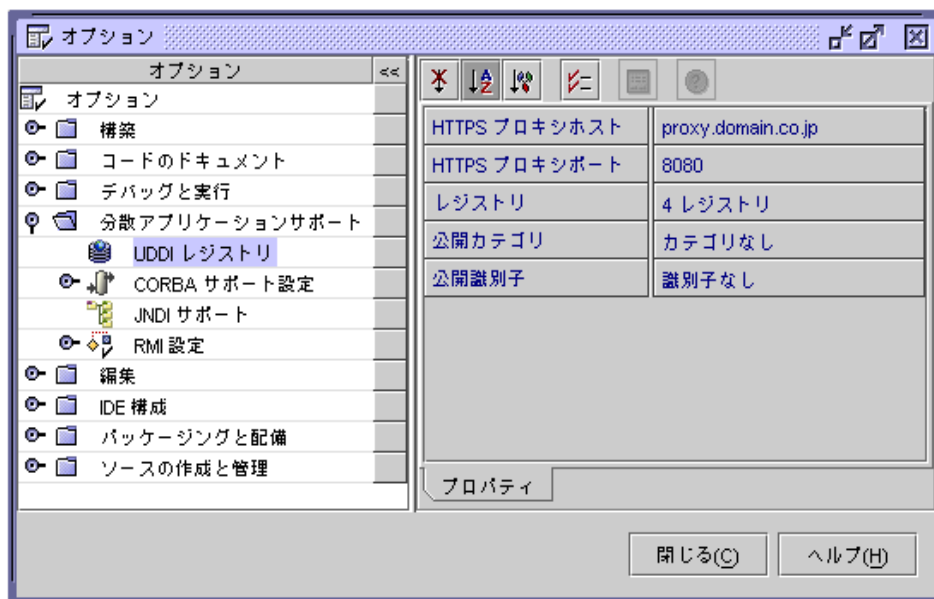 オプション
オプション <<
オプション
構築
コードのドキュメント
デバッグと実行
分散アプリケーションサポート
UDDI レジストリ
CORBA サポート設定
JNDI サポート
RMI 設定
編集
IDE 構成
パッケージングと配備
ソースの作成と管理
HTTPS プロキシホスト proxy.domain.co.jp
HTTPS プロキシポート 8080
レジストリ 4 レジストリ
公開カテゴリ カテゴリなし
公開識別子 識別子なし
プロパティ
閉じる(C) ヘルプ(H)